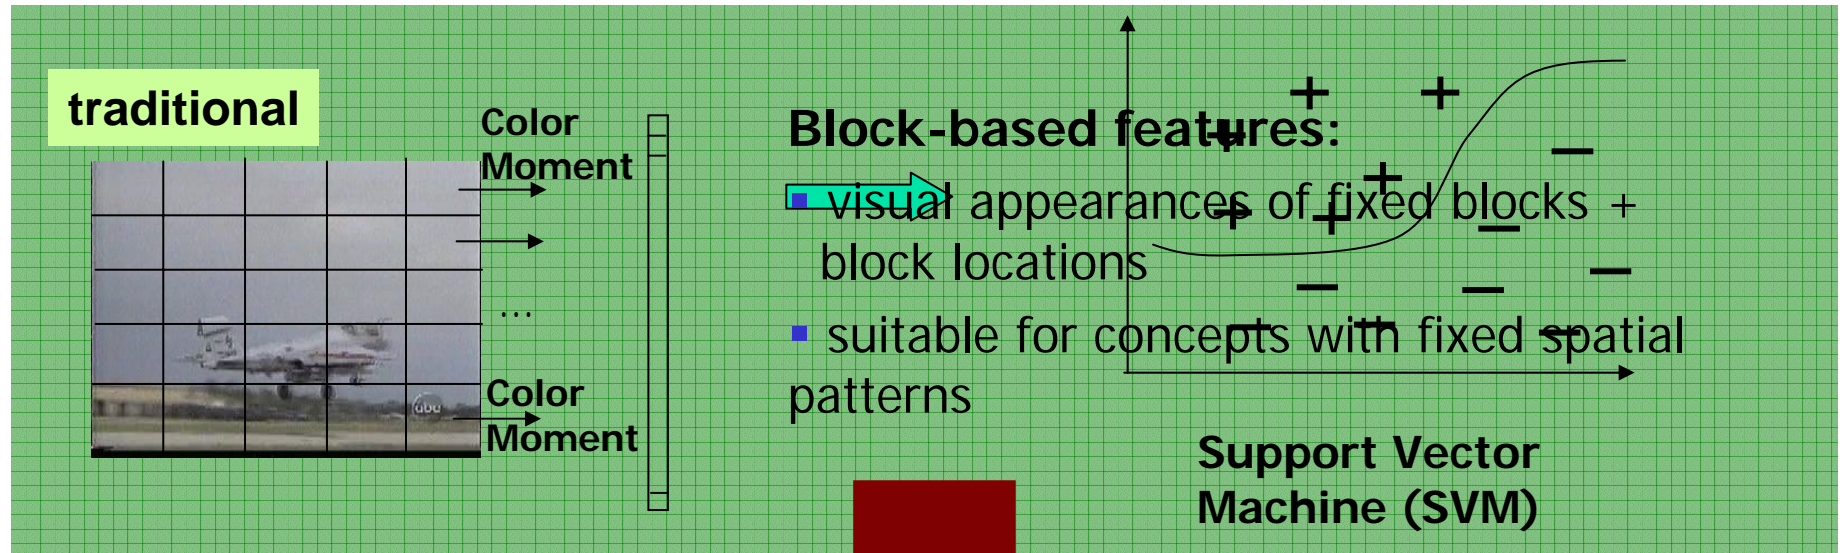 traditional
Color
Moment
...
Color
Moment
abc
Block-based features:
▪ visual appearances of fixed blocks +
block locations
▪ suitable for concepts with fixed spatial
patterns
Support Vector
Machine (SVM)